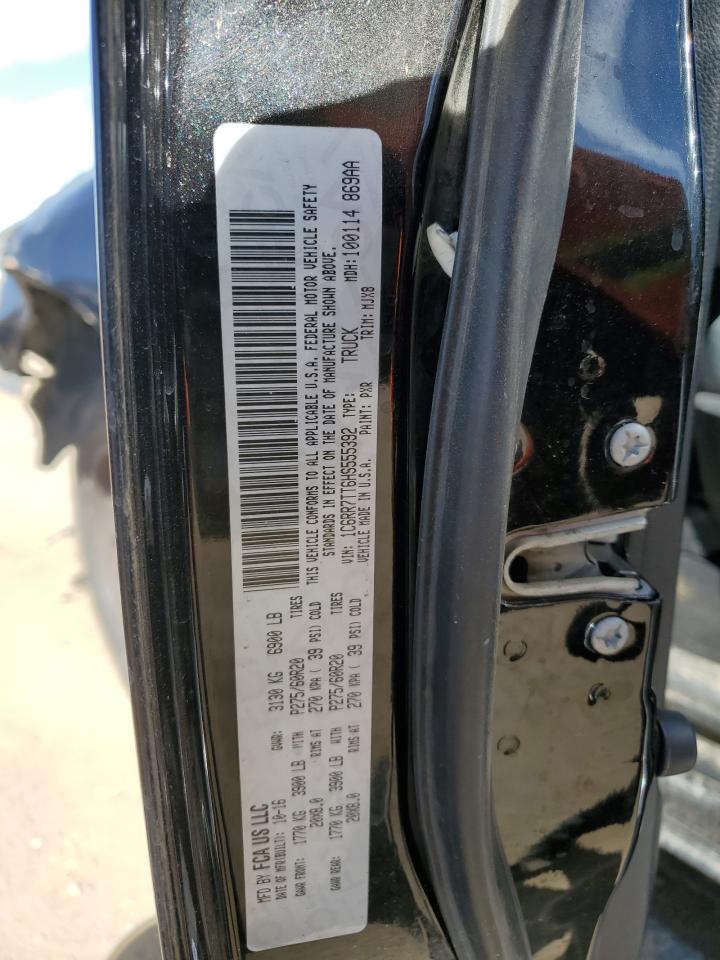 MFD BY FCA US LLC
DATE OF MFR(BUILT): 10-16 GVWR: 3130 KG 6900 LB
GAWR FRONT: 1770 KG 3900 LB WITH P275/60R20 TIRES
20X8.0 RIMS AT 270 KPA ( 39 PSI) COLD
GAWR REAR: 1770 KG 3900 LB WITH P275/60R20 TIRES
20X8.0 RIMS AT 270 KPA ( 39 PSI) COLD
THIS VEHICLE CONFORMS TO ALL APPLICABLE U.S.A. FEDERAL MOTOR VEHICLE SAFETY
STANDARDS IN EFFECT ON THE DATE OF MANUFACTURE SHOWN ABOVE.
VIN: 1C6RR7TT6HS555392 TYPE: TRUCK MDH:100114 869AA
VEHICLE MADE IN U.S.A. PAINT: PXR TRIM: MJX8